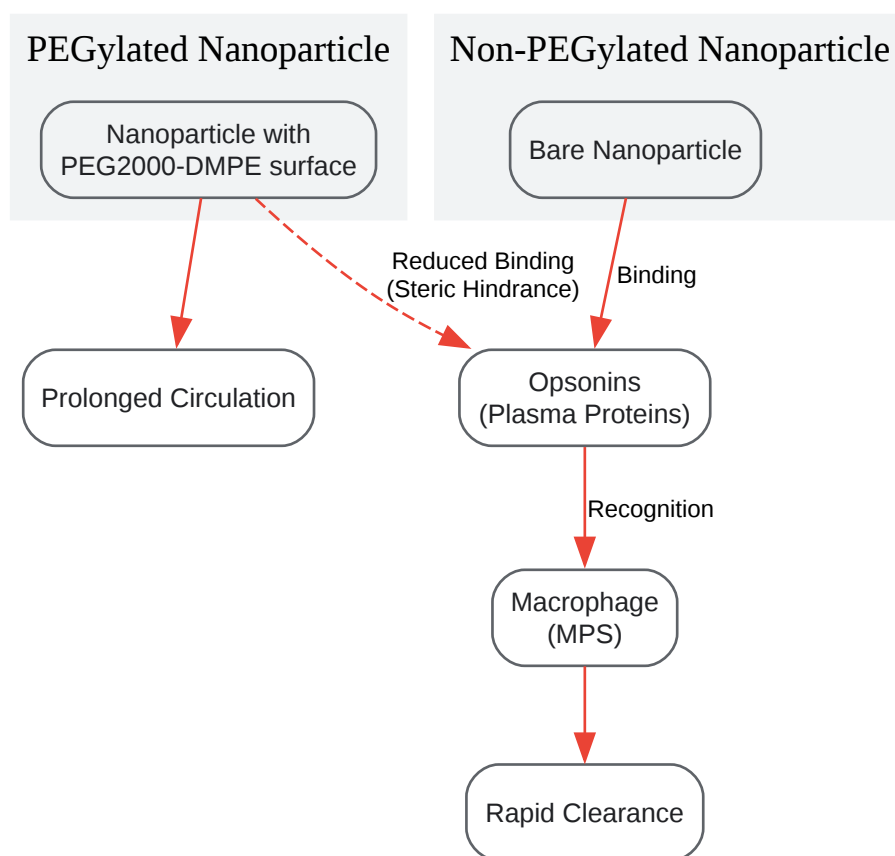 PEGylated Nanoparticle
Non-PEGylated Nanoparticle
Nanoparticle with
PEG2000-DMPE surface
Bare Nanoparticle
Reduced Binding
(Steric Hindrance)
Binding
Prolonged Circulation
Opsonins
(Plasma Proteins)
Recognition
Macrophage
(MPS)
Rapid Clearance